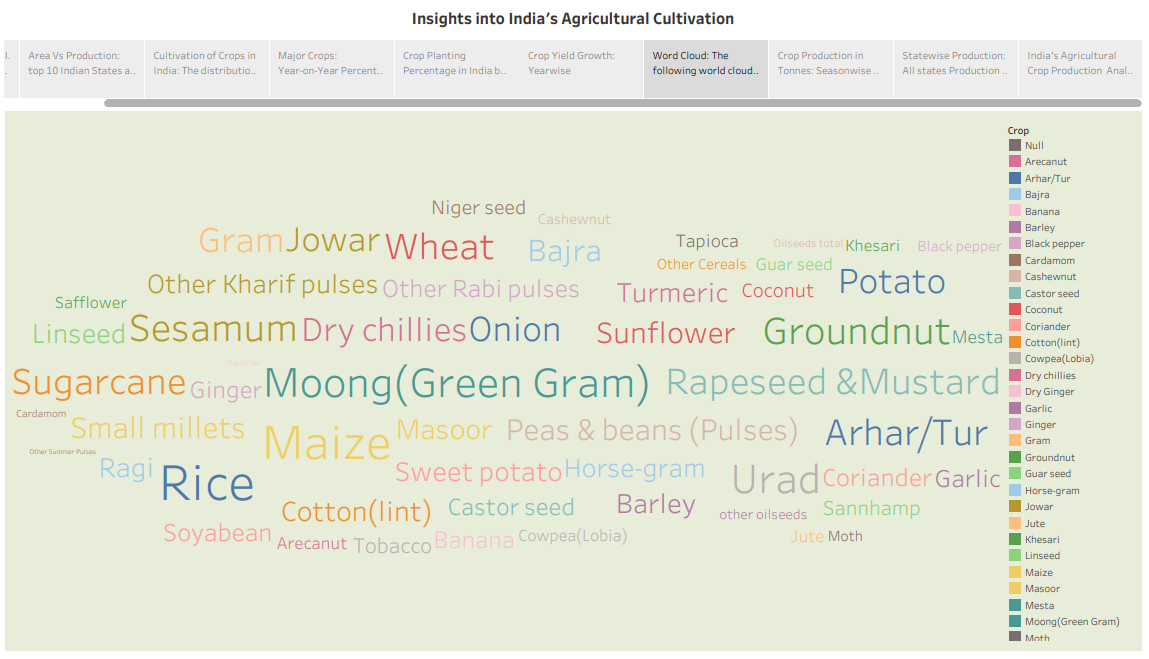 Insights into India's Agricultural Cultivation
Area Vs Production:
top 10 Indian States a..
Cultivation of Crops in
India: The distributio..
Major Crops:
Year-on-Year Percent..
Crop Planting
Percentage in India b..
Crop Yield Growth:
Yearwise
Word Cloud: The
following world cloud..
Crop Production in
Tonnes: Seasonwise ..
Statewise Production:
All states Production ..
India's Agricultural
Crop Production Anal..
Niger seed
Cashewnut
Gram Jowar Wheat Bajra Tapioca Oilseeds total Khesari Black pepper
Other Cereals Guar seed
Other Kharif pulses Other Rabi pulses Turmeric Coconut Potato
Safflower
Linseed Sesamum Dry chillies Onion Sunflower Groundnut Mesta
Dry Ginger
Sugarcane Ginger Moong(Green Gram) Rapeseed &Mustard
Cardamom
Small millets Maize Masoor Peas & beans (Pulses) Arhar/Tur
Other Summer Pulses
Ragi Rice Sweet potato Horse-gram Urad Coriander Garlic
Cotton(lint) Castor seed Barley other oilseeds Sannhamp
Soyabean Arecanut Tobacco Banana Cowpea(Lobia) Jute Moth
Crop
Null
Arecanut
Arhar/Tur
Bajra
Banana
Barley
Black pepper
Cardamom
Cashewnut
Castor seed
Coconut
Coriander
Cotton(lint)
Cowpea(Lobia)
Dry chillies
Dry Ginger
Garlic
Ginger
Gram
Groundnut
Guar seed
Horse-gram
Jowar
Jute
Khesari
Linseed
Maize
Masoor
Mesta
Moong(Green Gram)
Moth